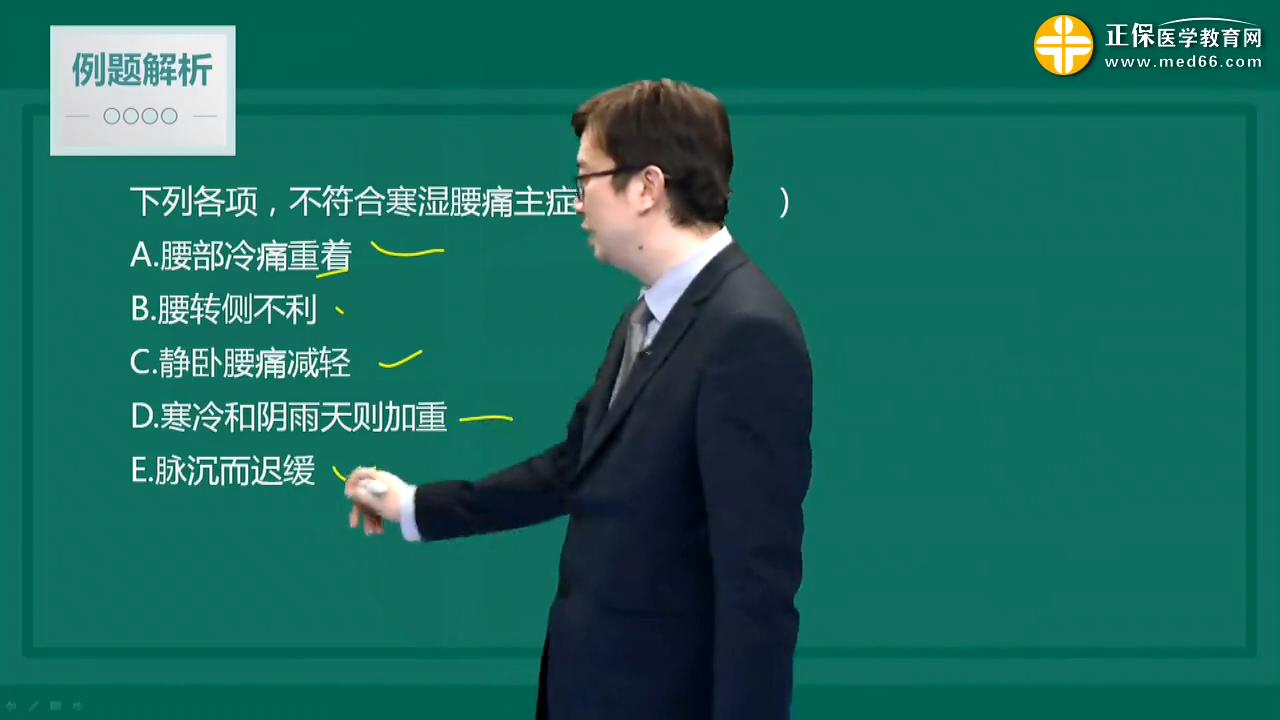 例题解析
正保医学教育网
www.med66.com
下列各项，不符合寒湿腰痛主症 ）
A.腰部冷痛重着
B.腰转侧不利
C.静卧腰痛减轻
D.寒冷和阴雨天则加重
E.脉沉而迟缓